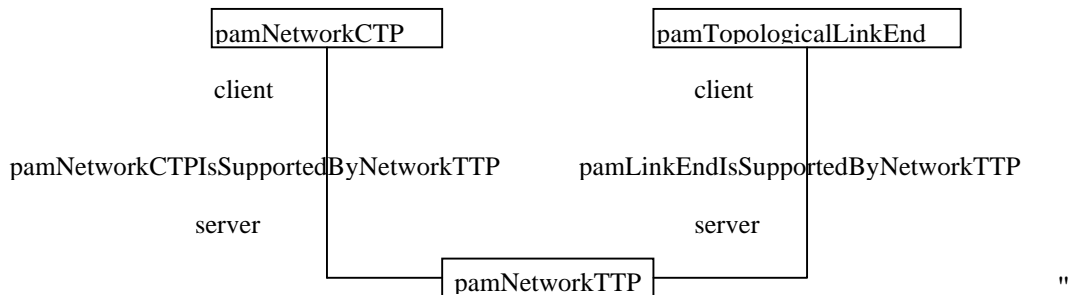 pamNetworkCTP pamTopologicalLinkEnd
client client
pamNetworkCTPIsSupportedByNetworkTTP pamLinkEndIsSupportedByNetworkTTP
server server
pamNetworkTTP "